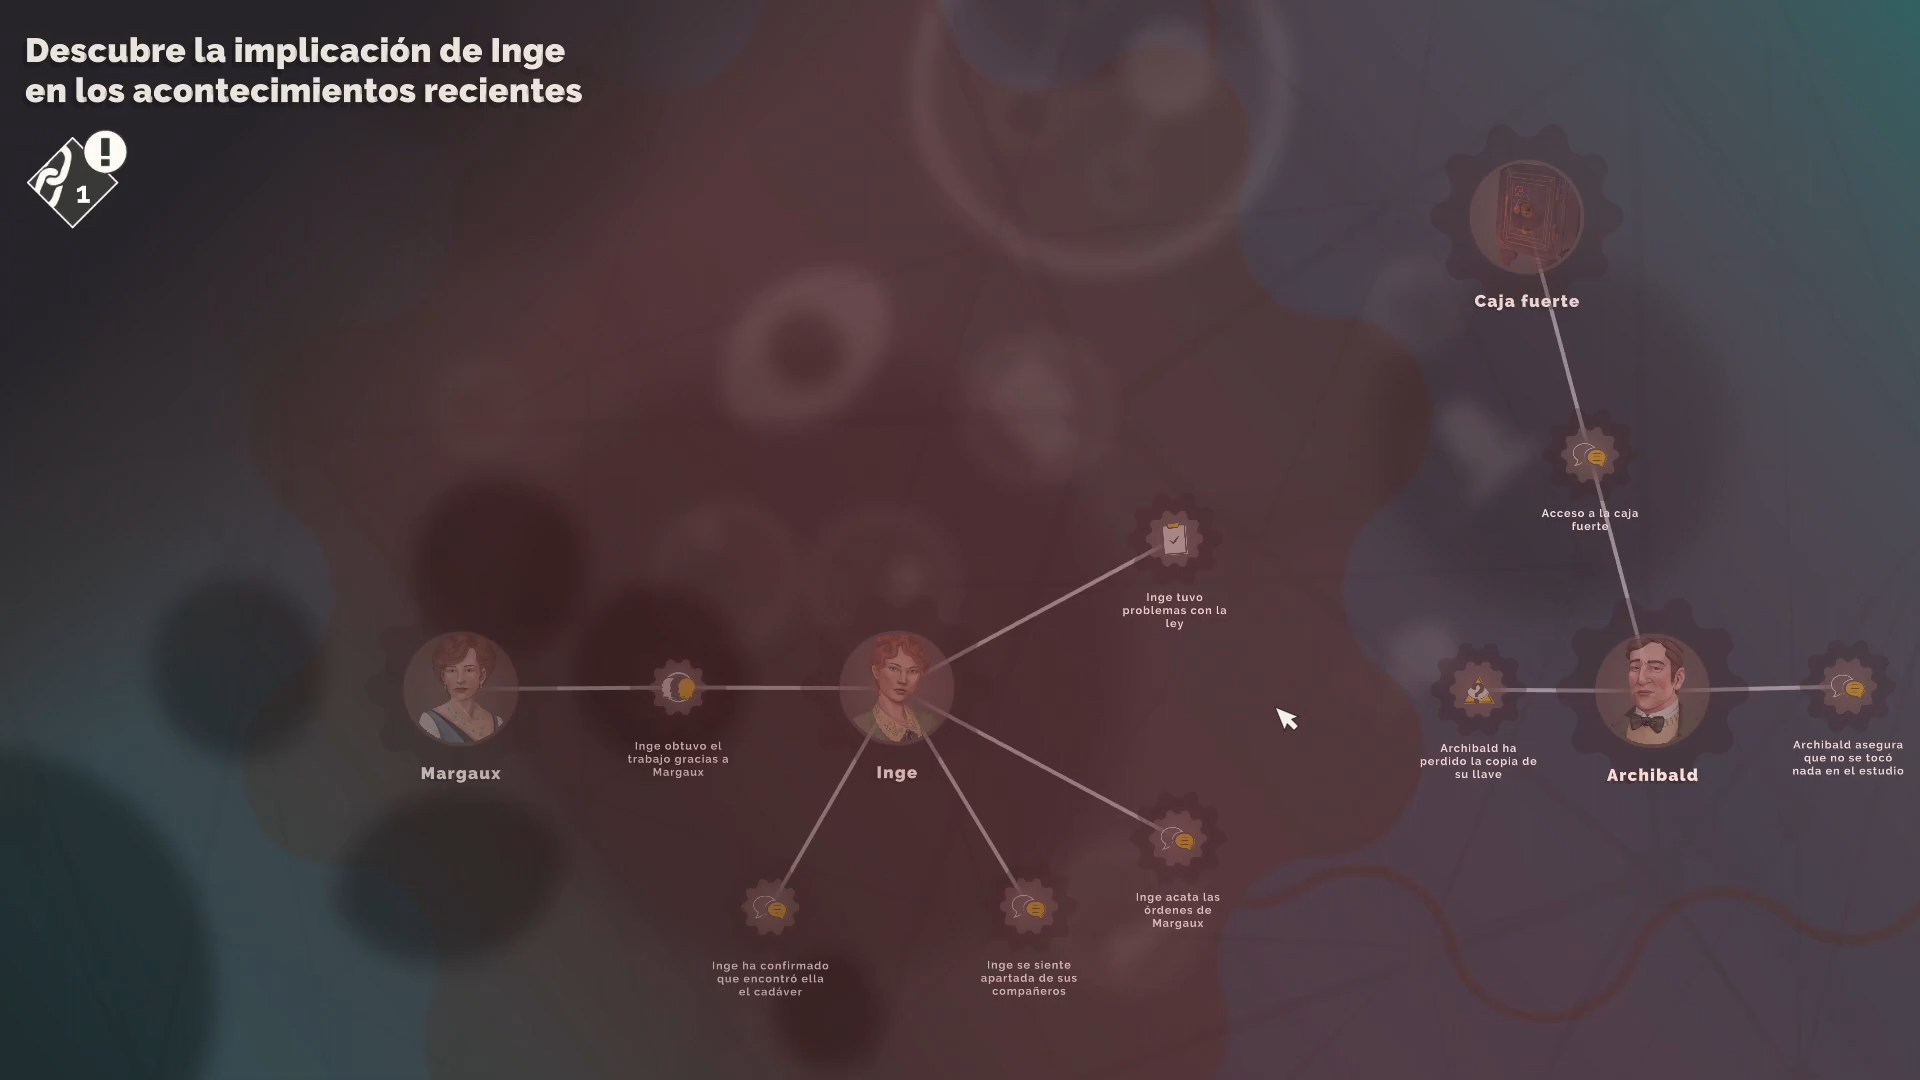 Descubre la implicación de Inge
en los acontecimientos recientes
1
Caja fuerte
Acceso a la caja
fuerte
Inge tuvo
problemas con la
ley
Margaux
Inge obtuvo el
trabajo gracias a
Margaux
Inge
Archibald ha
perdido la copia de
su llave
Archibald
Archibald asegura
que no se tocó
nada en el estudio
Inge acata las
órdenes de
Margaux
Inge ha confirmado
que encontró ella
el cadáver
Inge se siente
apartada de sus
compañeros